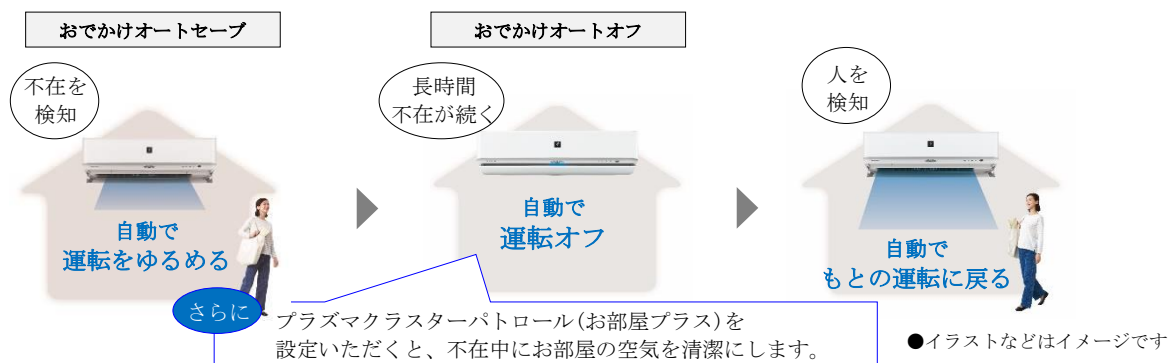 おでかけオートセーブ
おでかけオートオフ
不在を
検知
長時間
不在が続く
人を
検知
自動で
運転をゆるめる
自動で
運転オフ
自動で
もとの運転に戻る
さらに
プラズマクラスターパトロール(お部屋プラス)を
設定いただくと、不在中にお部屋の空気を清潔にします。
●イラストなどはイメージです